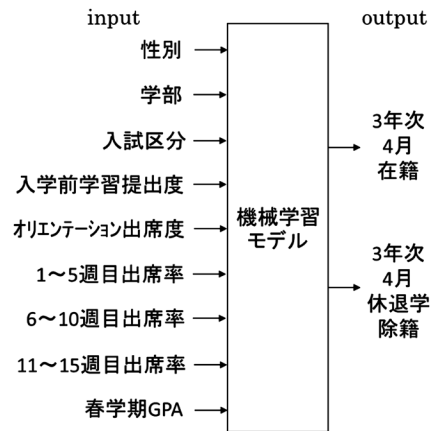 input
output
性別
学部
入試区分
入学前学習提出度
オリエンテーション出席度
1～5週目出席率
6～10週目出席率
11～15週目出席率
春学期GPA
機械学習
モデル
3年次
4月
在籍
3年次
4月
休退学
除籍